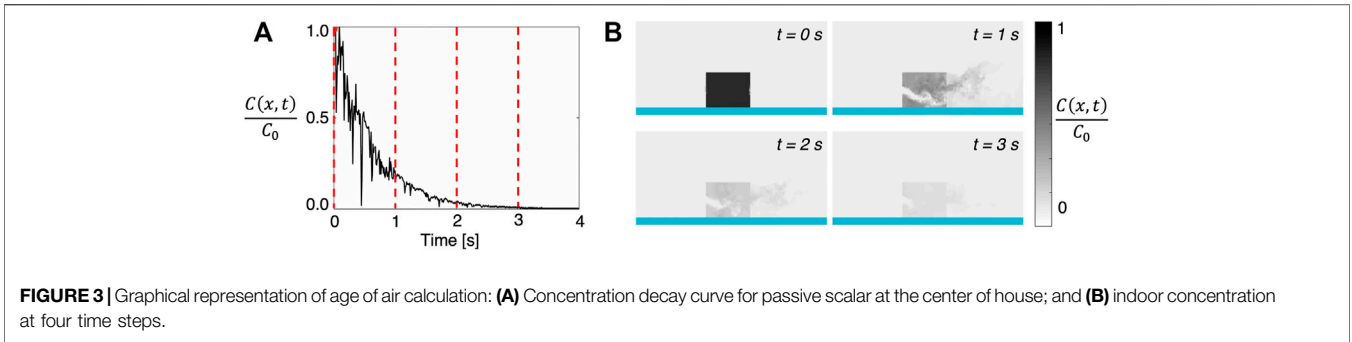 A
1.0
0.5
0.0
C(x,t)
C0
0
1
2
3
4
Time [s]
B
t = 0 s
t = 1 s
t = 2 s
t = 3 s
1
C(x,t)
C0
0
FIGURE 3 | Graphical representation of age of air calculation: (A) Concentration decay curve for passive scalar at the center of house; and (B) indoor concentration
at four time steps.